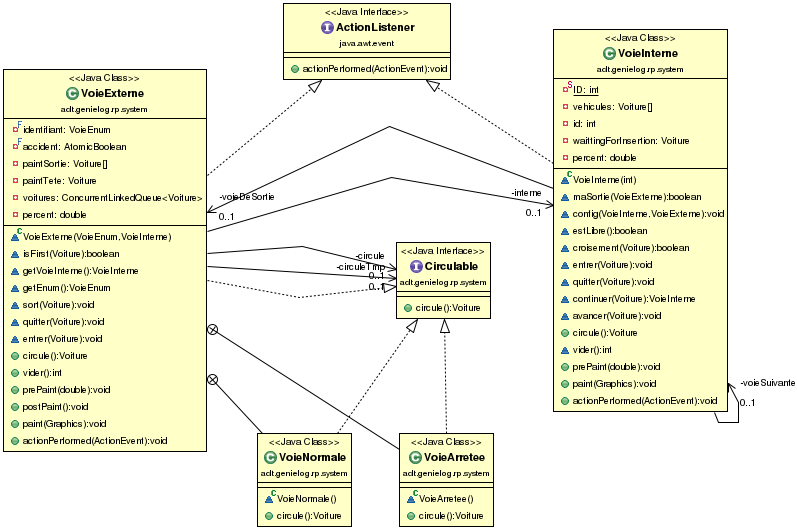 <<Java Interface>>
ActionListener
java.awt.event
actionPerformed(ActionEvent):void
<<Java Class>>
VoieExterne
adt.genielog.rp.system
identifiant: VoieEnum
accident: AtomicBoolean
paintSortie: Voiture[]
paintTete: Voiture
voitures: ConcurrentLinkedQueue<Voiture>
percent: double
VoieExterne(VoieEnum,VoieInterne)
isFirst(Voiture):boolean
getVoieInterne():VoieInterne
getEnum():VoieEnum
sort(Voiture):void
quitter(Voiture):void
entrer(Voiture):void
circule():Voiture
vider():int
prePaint(double):void
postPaint():void
paint(Graphics):void
actionPerformed(ActionEvent):void
<<Java Class>>
VoieInterne
adt.genielog.rp.system
ID: int
vehicules: Voiture[]
id: int
waittingForInsertion: Voiture
percent: double
VoieInterne(int)
maSortie(VoieExterne):boolean
config(VoieInterne,VoieExterne):void
estLibre():boolean
croisement(Voiture):boolean
entrer(Voiture):void
quitter(Voiture):void
continuer(Voiture):VoieInterne
avancer(Voiture):void
circule():Voiture
vider():int
prePaint(double):void
paint(Graphics):void
actionPerformed(ActionEvent):void
-voieDeSortie
0..1
-interne
0..1
-circule
-circuleTmp
0..1
0..1
<<Java Interface>>
Circulable
adt.genielog.rp.system
circule():Voiture
-voieSuivante
0..1
<<Java Class>>
VoieNormale
adt.genielog.rp.system
VoieNormale()
circule():Voiture
<<Java Class>>
VoieArretee
adt.genielog.rp.system
VoieArretee()
circule():Voiture